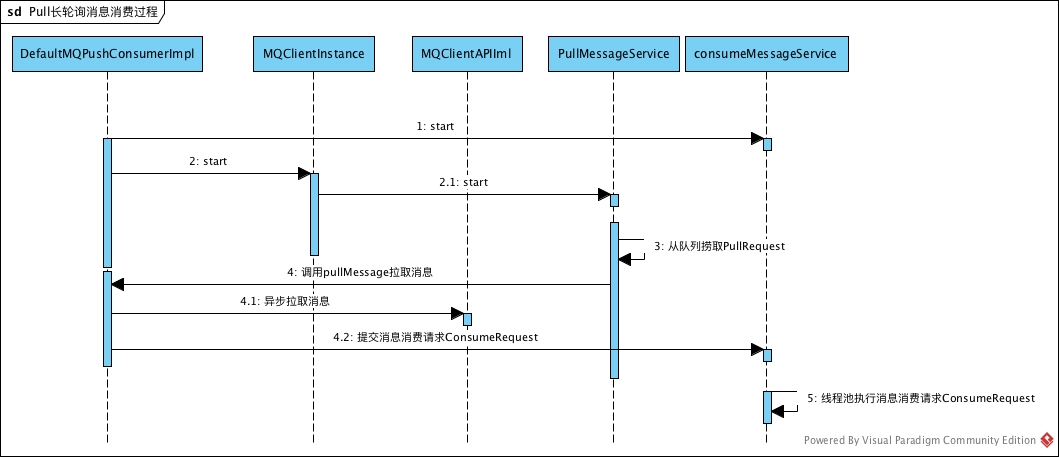 sd Pull长轮询消息消费过程
DefaultMQPushConsumerImpl
MQClientInstance
MQClientAPIIml
PullMessageService
consumeMessageService
1: start
2: start
2.1: start
3: 从队列捞取PullRequest
4: 调用pullMessage拉取消息
4.1: 异步拉取消息
4.2: 提交消息消费请求ConsumeRequest
5: 线程池执行消息消费请求ConsumeRequest
Powered By Visual Paradigm Community Edition